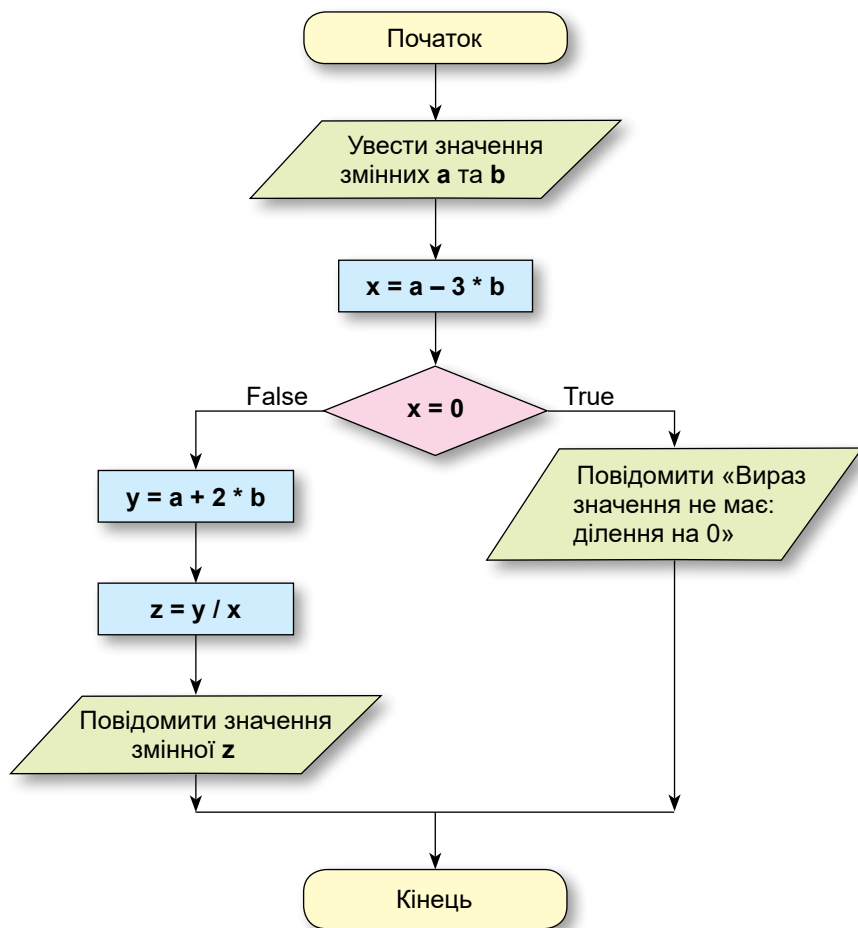 Початок
Увести значення
змінних a та b
x = a – 3 * b
False
x = 0
True
y = a + 2 * b
Повідомити «Вираз
значення не має:
ділення на 0»
z = y / x
Повідомити значення
змінної z
Кінець